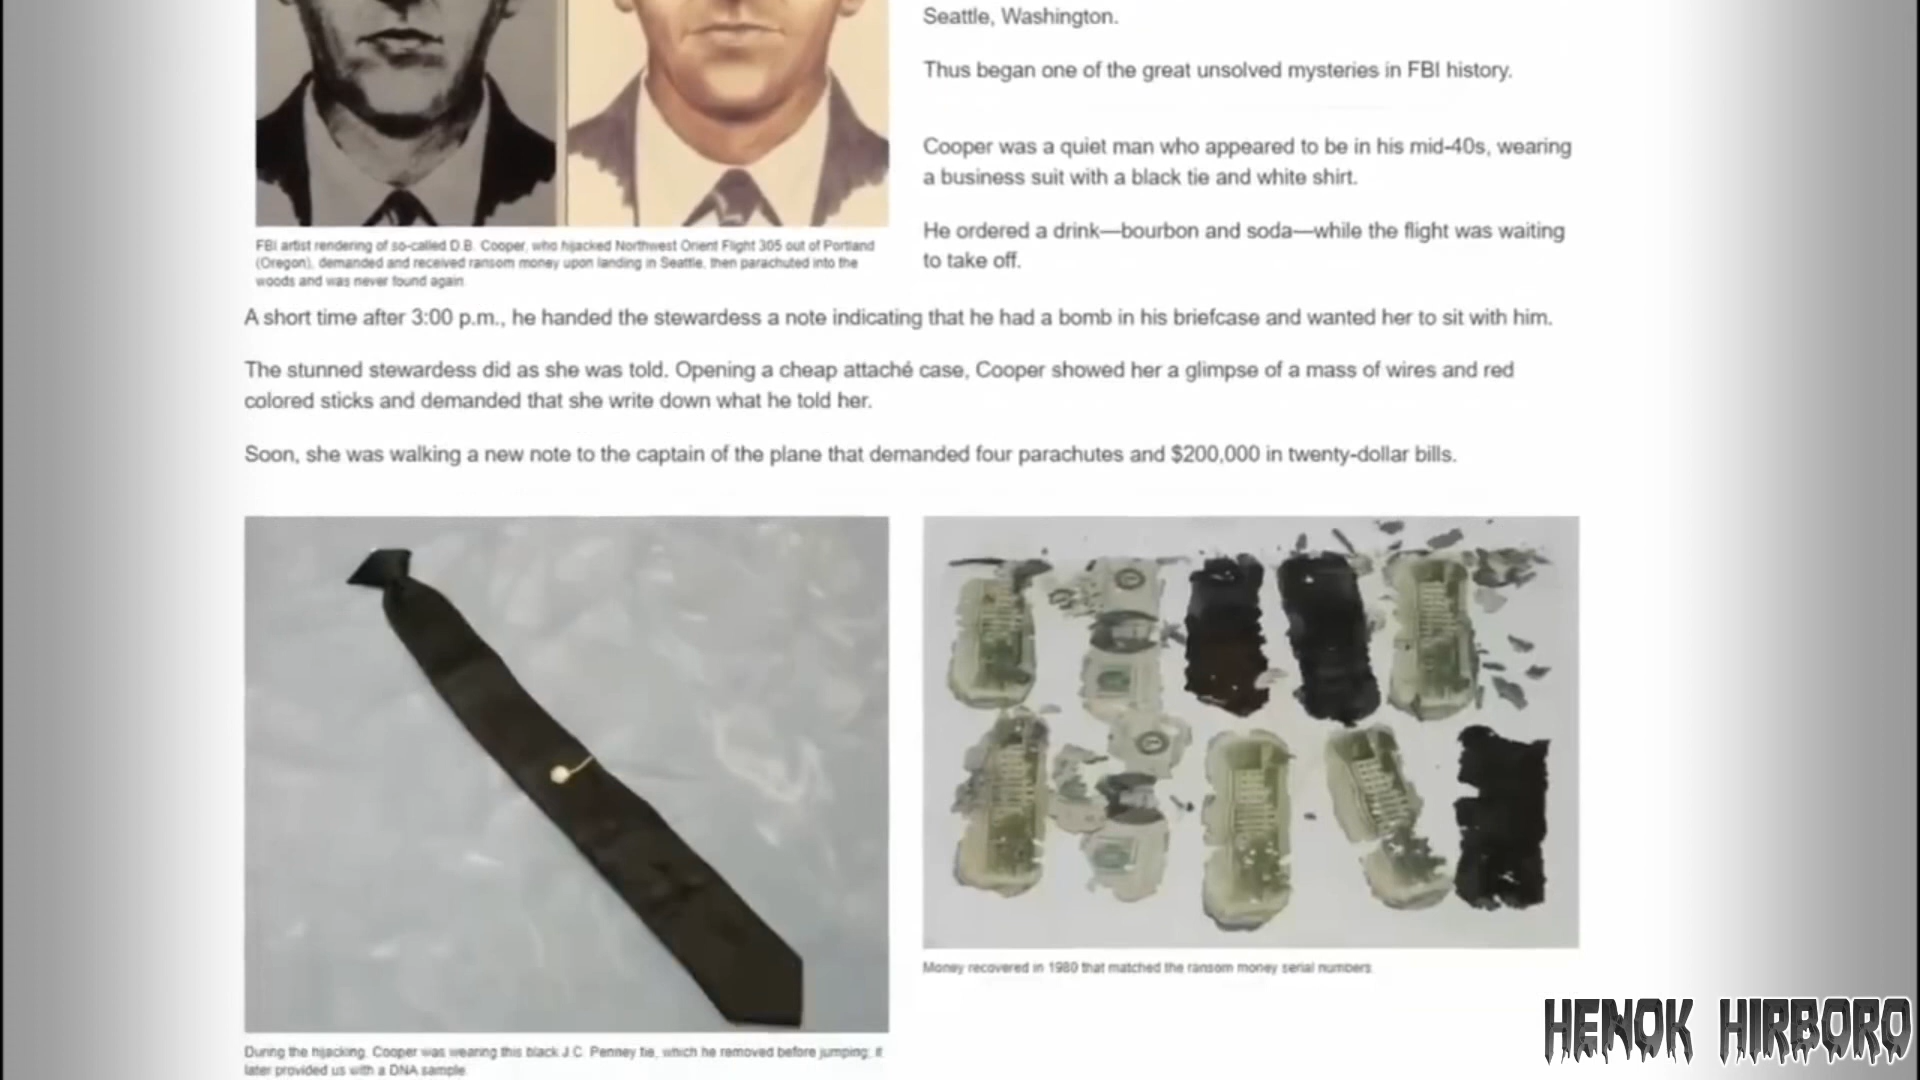 Seattle, Washington.
Thus began one of the great unsolved mysteries in FBI history.
Cooper was a quiet man who appeared to be in his mid-40s, wearing
a business suit with a black tie and white shirt.
He ordered a drink—bourbon and soda—while the flight was waiting
to take off.
FBI artist rendering of so-called D.B. Cooper, who hijacked Northwest Orient Flight 305 out of Portland
(Oregon), demanded and received ransom money upon landing in Seattle, then parachuted into the
woods and was never found again.
A short time after 3:00 p.m., he handed the stewardess a note indicating that he had a bomb in his briefcase and wanted her to sit with him.
The stunned stewardess did as she was told. Opening a cheap attaché case, Cooper showed her a glimpse of a mass of wires and red
colored sticks and demanded that she write down what he told her.
Soon, she was walking a new note to the captain of the plane that demanded four parachutes and $200,000 in twenty-dollar bills.
Money recovered in 1980 that matched the ransom money serial numbers.
During the hijacking, Cooper was wearing this black J.C. Penney tie, which he removed before jumping; it
later provided us with a DNA sample.
HENOK HIRBORO